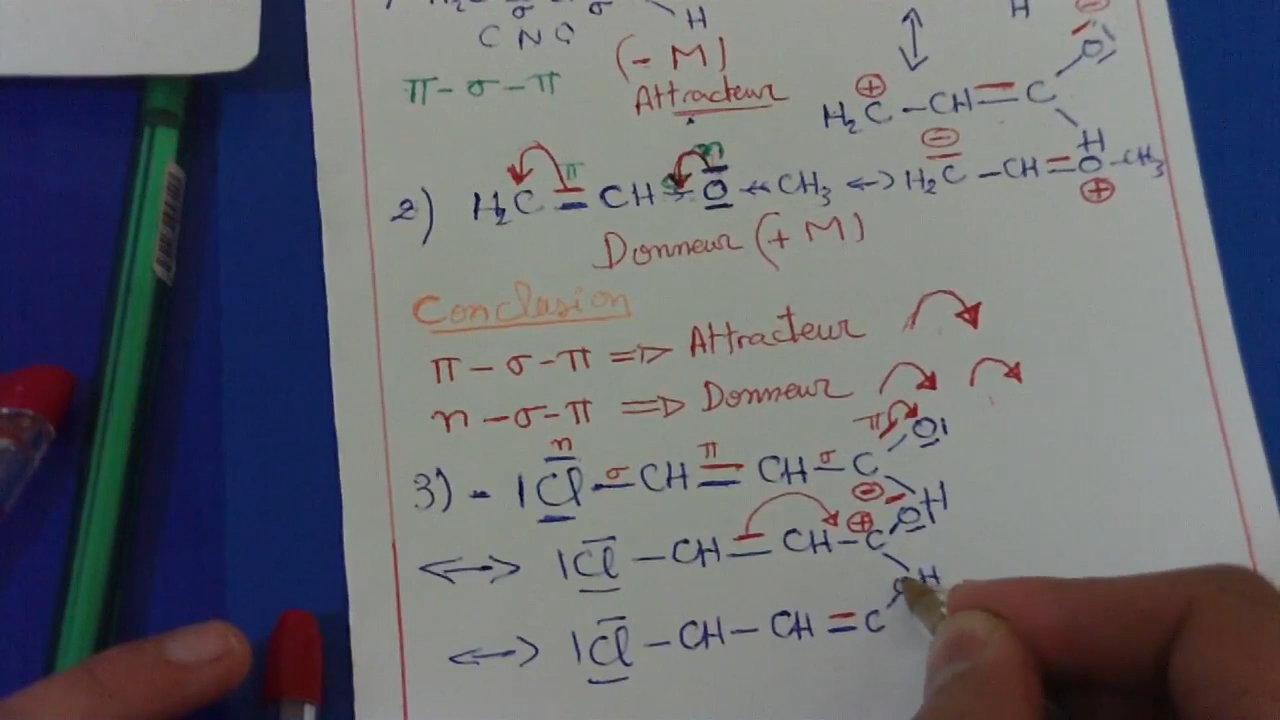 C N O
H
(- M)
π - σ - π
Attracteur
H₂C ⊕ - CH = C
H
2) H₂C = CH - O - CH₃ <-> H₂C ⊖ - CH = O ⊕ - CH₃
Donneur (+ M)
Conclusion
π - σ - π => Attracteur
n - σ - π => Donneur
3) - |Cl - CH = CH - C
O
H
<-> |Cl - CH = CH - C ⊕
O ⊖
H
<-> |Cl - CH - CH = C